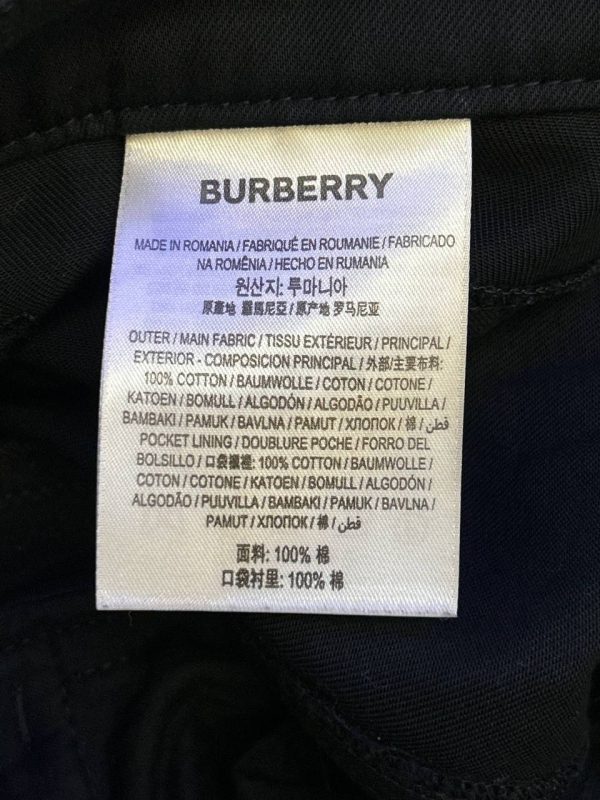 BURBERRY
MADE IN ROMANIA / FABRIQUÉ EN ROUMANIE / FABRICADO
NA ROMÊNIA / HECHO EN RUMANIA
원산지: 루마니아
原產地 羅馬尼亞 / 原产地 罗马尼亚
OUTER / MAIN FABRIC / TISSU EXTÉRIEUR / PRINCIPAL /
EXTERIOR - COMPOSICION PRINCIPAL / 外部/主要布料:
100% COTTON / BAUMWOLLE / COTON / COTONE /
KATOEN / BOMULL / ALGODÓN / ALGODÃO / PUUVILLA /
BAMBAKI / PAMUK / BAVLNA / PAMUT / ХЛОПОК / 棉 / قطن
POCKET LINING / DOUBLURE POCHE / FORRO DEL
BOLSILLO / 口袋襯裡: 100% COTTON / BAUMWOLLE /
COTON / COTONE / KATOEN / BOMULL / ALGODÓN /
ALGODÃO / PUUVILLA / BAMBAKI / PAMUK / BAVLNA /
PAMUT / ХЛОПОК / 棉 / قطن
面料: 100% 棉
口袋衬里: 100% 棉